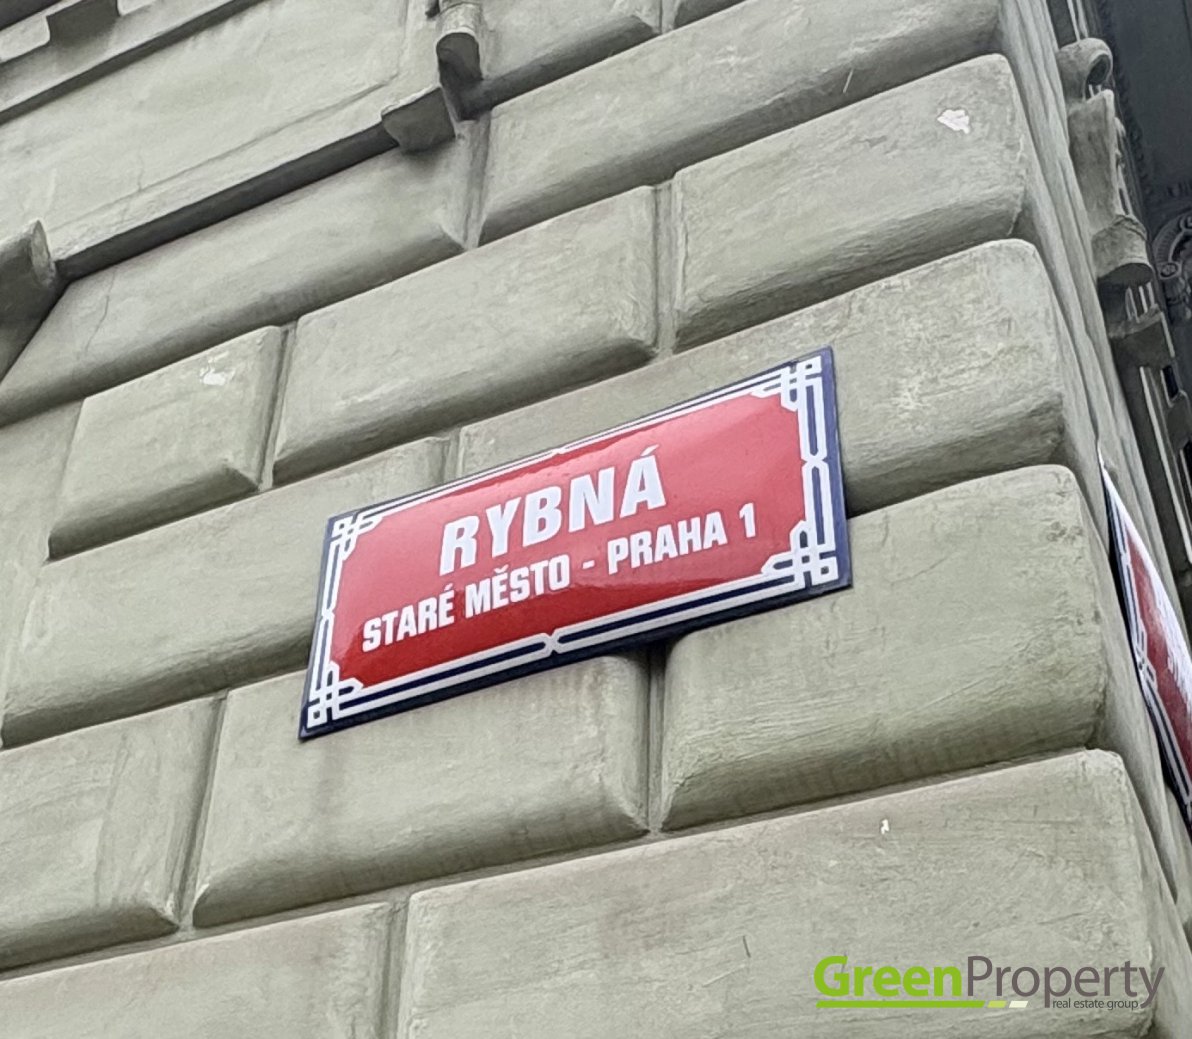 RYBNÁ
STARÉ MĚSTO - PRAHA 1
GreenProperty
real estate group